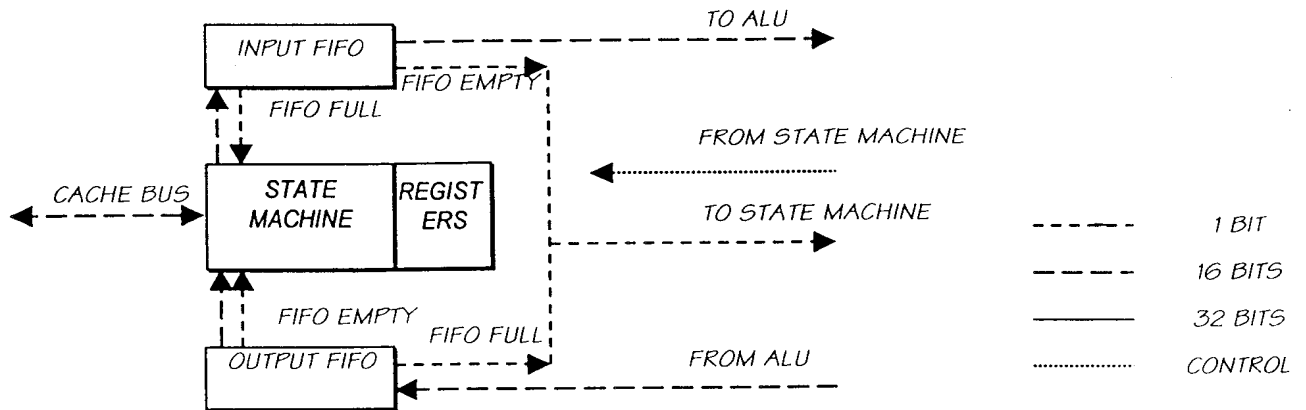 TO ALU
INPUT FIFO
FIFO EMPTY
FIFO FULL
FROM STATE MACHINE
CACHE BUS
STATE
MACHINE
REGIST
ERS
TO STATE MACHINE
1 BIT
16 BITS
32 BITS
CONTROL
FIFO EMPTY
FIFO FULL
OUTPUT FIFO
FROM ALU